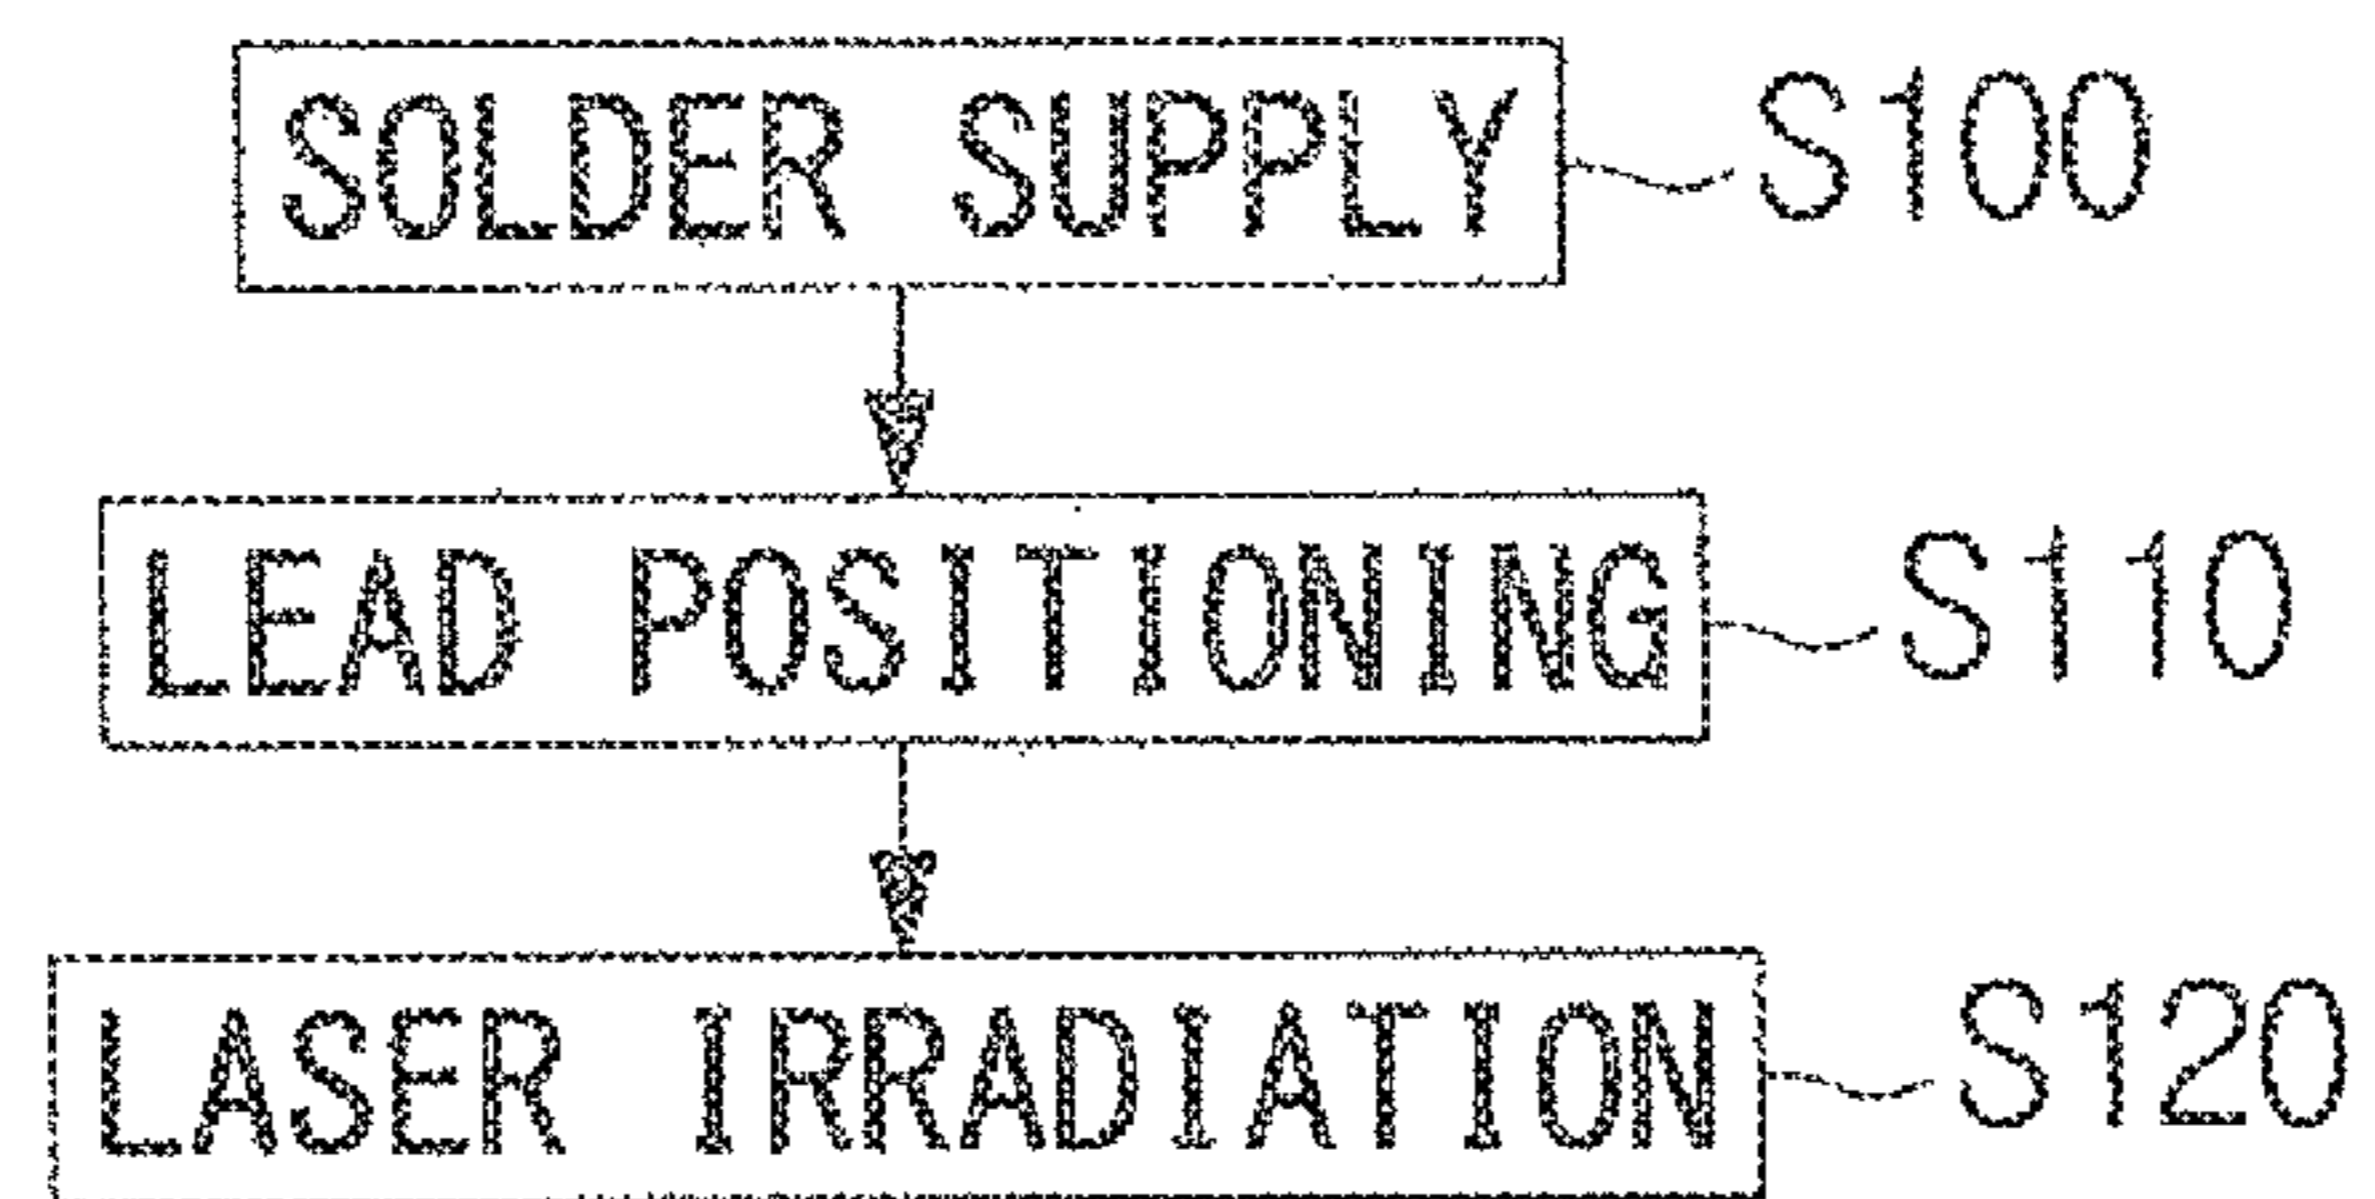 SOLDER SUPPLY S100
LEAD POSITIONING S110
LASER IRRADIATION S120